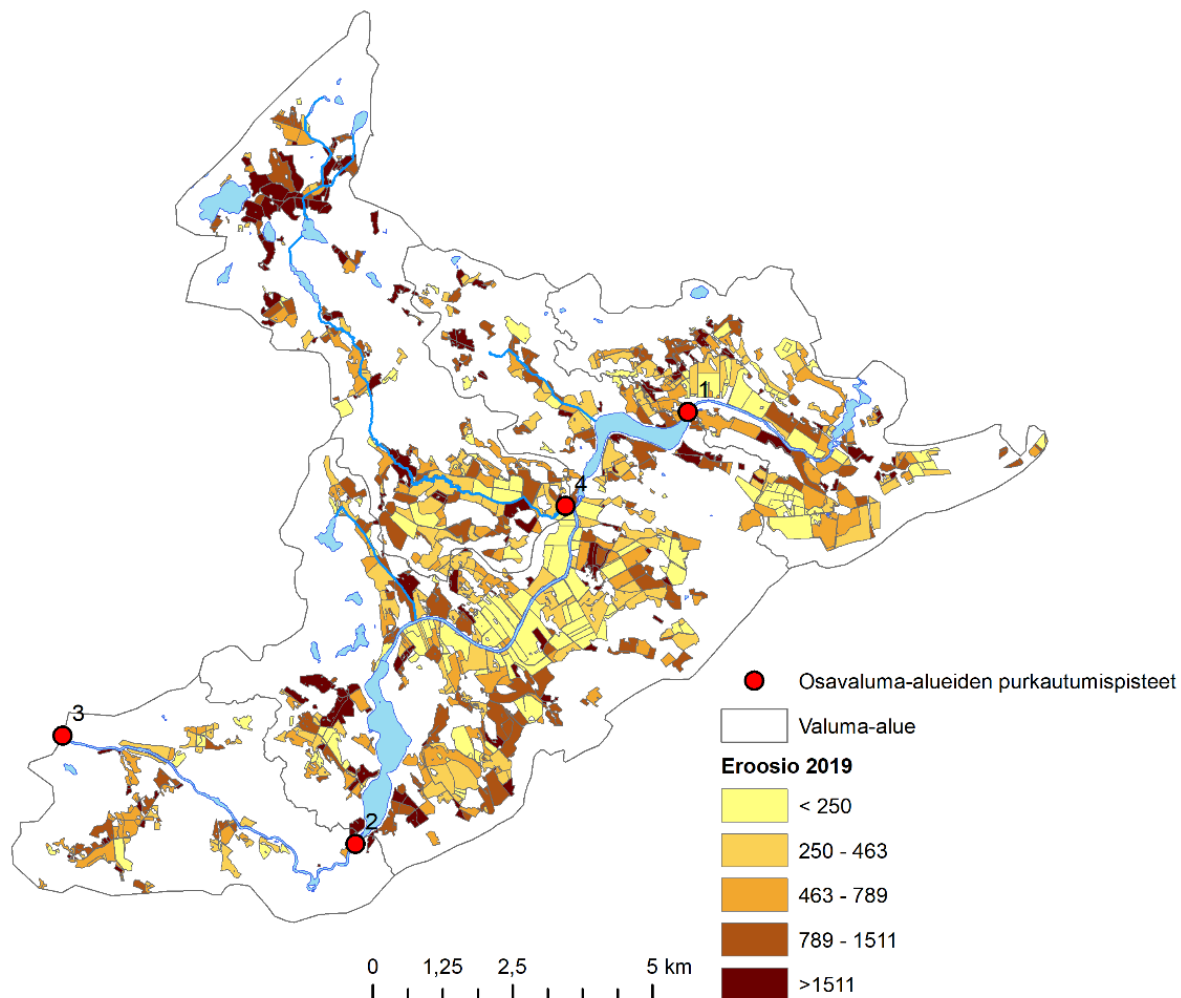 1
4
3
2
Osavaluma-alueiden purkautumispisteet
Valuma-alue
Eroosio 2019
< 250
250 - 463
463 - 789
789 - 1511
>1511
0 1,25 2,5 5 km